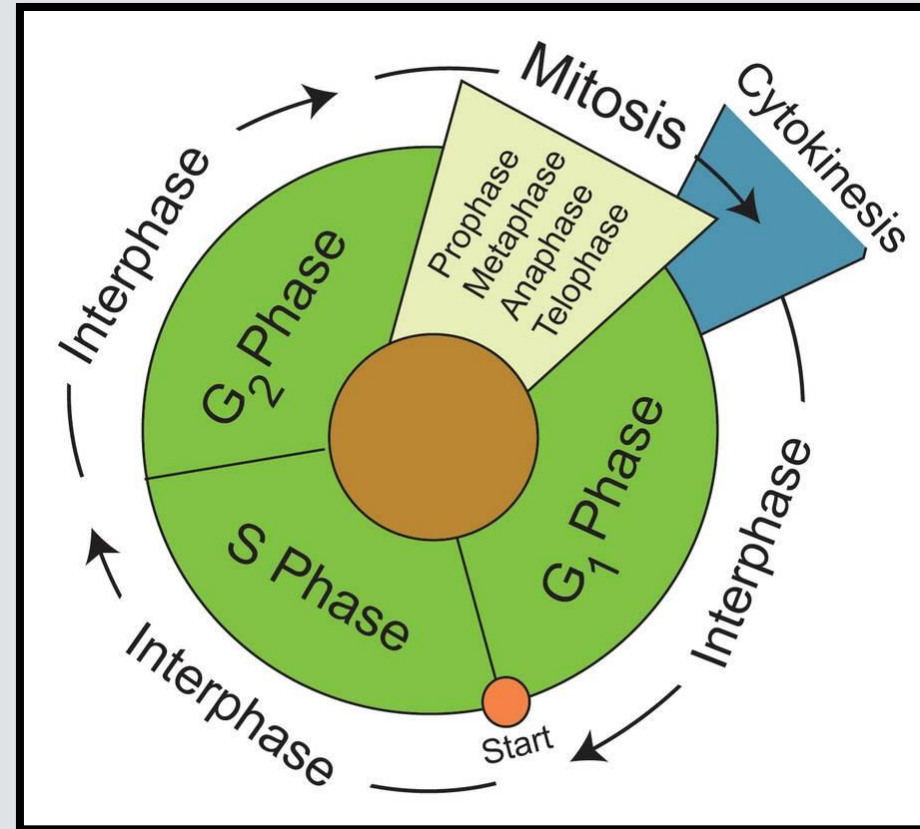 Mitosis
Cytokinesis
Prophase
Metaphase
Anaphase
Telophase
Interphase
G₂ Phase
G₁ Phase
S Phase
Interphase
Interphase
Start